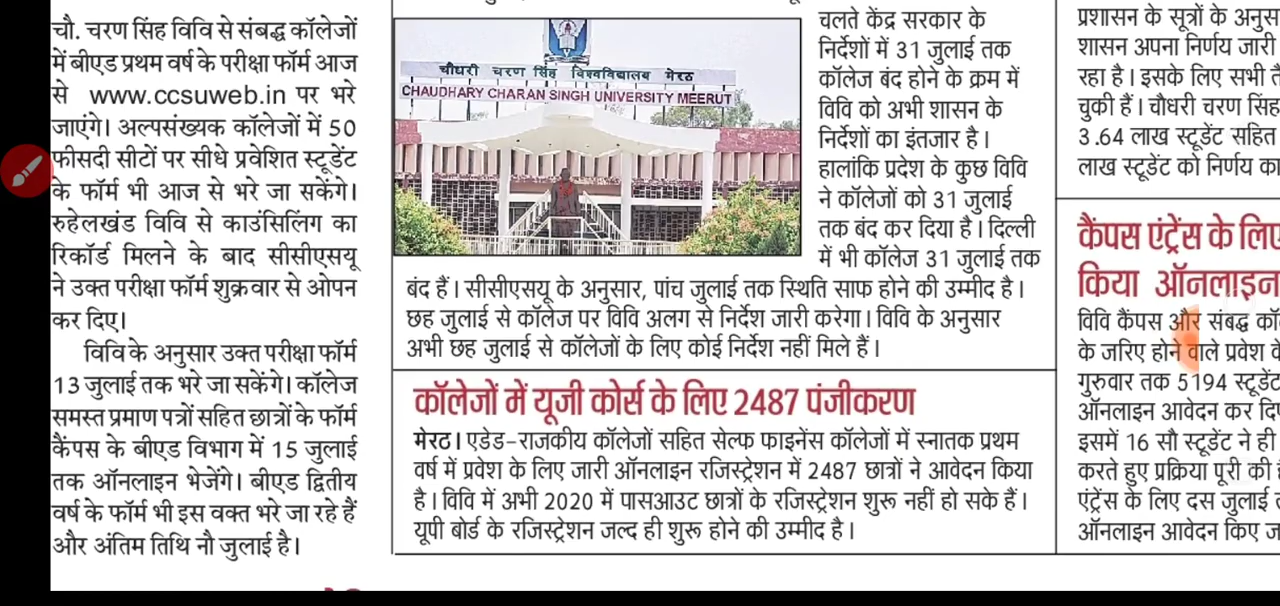 चौ. चरण सिंह विवि से संबद्ध कॉलेजों
में बीएड प्रथम वर्ष के परीक्षा फॉर्म आज
से www.ccsuweb.in पर भरे
जाएंगे। अल्पसंख्यक कॉलेजों में 50
फीसदी सीटों पर सीधे प्रवेशित स्टूडेंट
के फॉर्म भी आज से भरे जा सकेंगे।
रुहेलखंड विवि से काउंसिलिंग का
रिकॉर्ड मिलने के बाद सीसीएसयू
ने उक्त परीक्षा फॉर्म शुक्रवार से ओपन
कर दिए।
विवि के अनुसार उक्त परीक्षा फॉर्म
13 जुलाई तक भरे जा सकेंगे। कॉलेज
समस्त प्रमाण पत्रों सहित छात्रों के फॉर्म
कैंपस के बीएड विभाग में 15 जुलाई
तक ऑनलाइन भेजेंगे। बीएड द्वितीय
वर्ष के फॉर्म भी इस वक्त भरे जा रहे हैं
और अंतिम तिथि नौ जुलाई है।
चौधरी चरण सिंह विश्वविद्यालय मेरठ
CHAUDHARY CHARAN SINGH UNIVERSITY MEERUT
चलते केंद्र सरकार के
निर्देशों में 31 जुलाई तक
कॉलेज बंद होने के क्रम में
विवि को अभी शासन के
निर्देशों का इंतजार है।
हालांकि प्रदेश के कुछ विवि
ने कॉलेजों को 31 जुलाई
तक बंद कर दिया है। दिल्ली
में भी कॉलेज 31 जुलाई तक
बंद हैं। सीसीएसयू के अनुसार, पांच जुलाई तक स्थिति साफ होने की उम्मीद है।
छह जुलाई से कॉलेज पर विवि अलग से निर्देश जारी करेगा। विवि के अनुसार
अभी छह जुलाई से कॉलेजों के लिए कोई निर्देश नहीं मिले हैं।
कॉलेजों में यूजी कोर्स के लिए 2487 पंजीकरण
मेरठ। एडेड-राजकीय कॉलेजों सहित सेल्फ फाइनेंस कॉलेजों में स्नातक प्रथम
वर्ष में प्रवेश के लिए जारी ऑनलाइन रजिस्ट्रेशन में 2487 छात्रों ने आवेदन किया
है। विवि में अभी 2020 में पासआउट छात्रों के रजिस्ट्रेशन शुरू नहीं हो सके हैं।
यूपी बोर्ड के रजिस्ट्रेशन जल्द ही शुरू होने की उम्मीद है।
प्रशासन के सूत्रों के अनुस
शासन अपना निर्णय जारी
रहा है। इसके लिए सभी तै
चुकी हैं। चौधरी चरण सिंह
3.64 लाख स्टूडेंट सहित
लाख स्टूडेंट को निर्णय का
कैंपस एंट्रेंस के लिए
किया ऑनलाइन
विवि कैंपस और संबद्ध कॉ
के जरिए होने वाले प्रवेश के
गुरुवार तक 5194 स्टूडेंट
ऑनलाइन आवेदन कर दि
इसमें 16 सौ स्टूडेंट ने ही
करते हुए प्रक्रिया पूरी की
एंट्रेंस के लिए दस जुलाई त
ऑनलाइन आवेदन किए ज